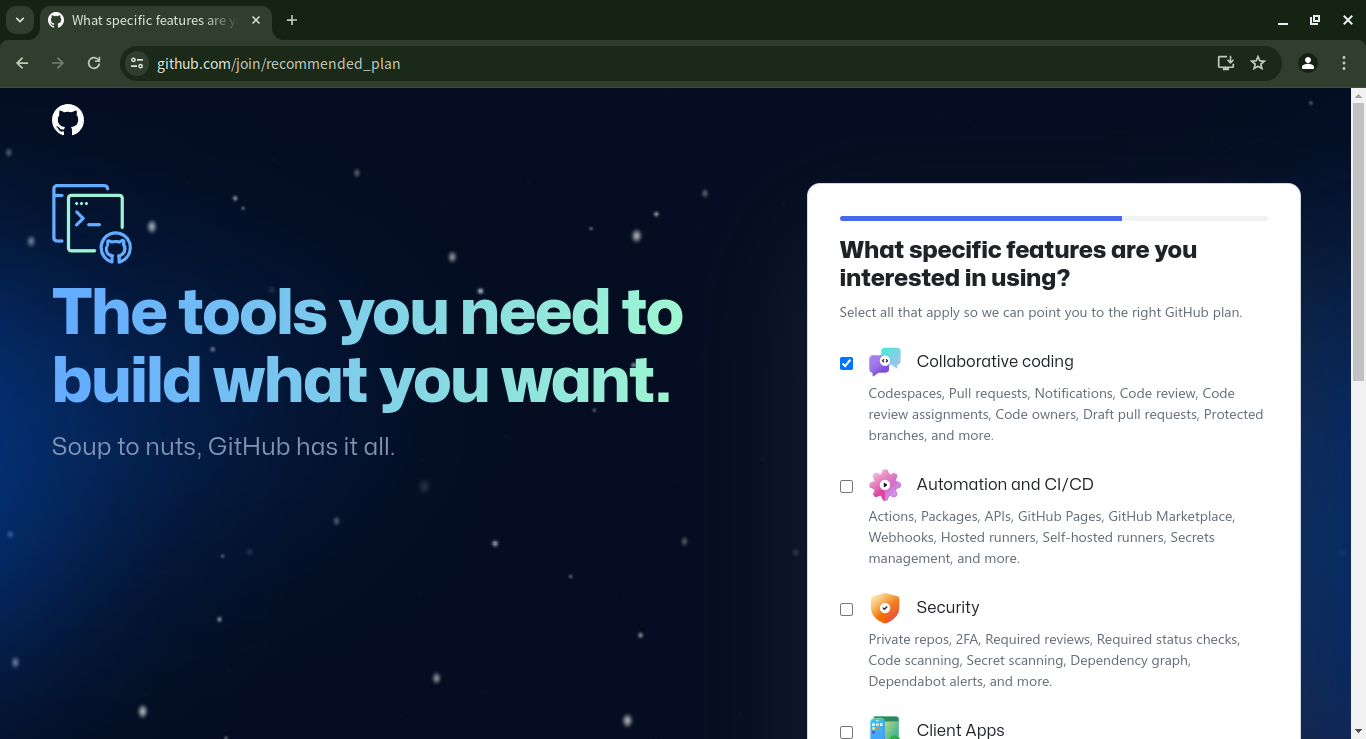 What specific features are y
github.com/join/recommended_plan
The tools you need to
build what you want.
Soup to nuts, GitHub has it all.
What specific features are you
interested in using?
Select all that apply so we can point you to the right GitHub plan.
Collaborative coding
Codespaces, Pull requests, Notifications, Code review, Code
review assignments, Code owners, Draft pull requests, Protected
branches, and more.
Automation and CI/CD
Actions, Packages, APIs, GitHub Pages, GitHub Marketplace,
Webhooks, Hosted runners, Self-hosted runners, Secrets
management, and more.
Security
Private repos, 2FA, Required reviews, Required status checks,
Code scanning, Secret scanning, Dependency graph,
Dependabot alerts, and more.
Client Apps